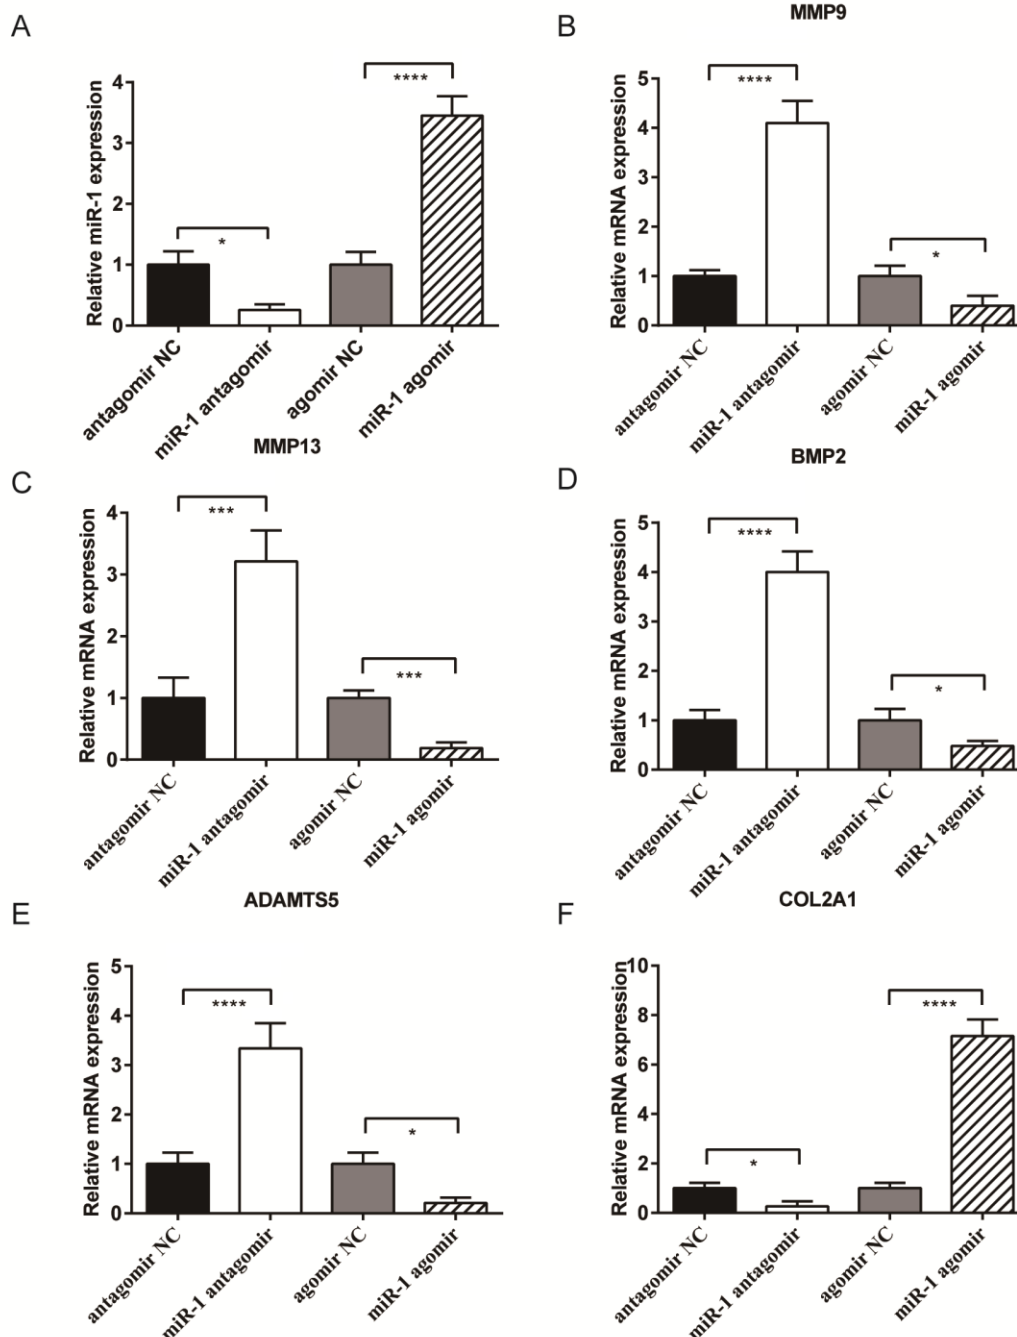 A
Relative miR-1 expression
4
3
2
1
0
*
****
antagomir NC
miR-1 antagomir
agomir NC
miR-1 agomir
B
MMP9
Relative mRNA expression
5
4
3
2
1
0
****
*
antagomir NC
miR-1 antagomir
agomir NC
miR-1 agomir
C
MMP13
Relative mRNA expression
4
3
2
1
0
***
***
antagomir NC
miR-1 antagomir
agomir NC
miR-1 agomir
D
BMP2
Relative mRNA expression
5
4
3
2
1
0
****
*
antagomir NC
miR-1 antagomir
agomir NC
miR-1 agomir
E
ADAMTS5
Relative mRNA expression
5
4
3
2
1
0
****
*
antagomir NC
miR-1 antagomir
agomir NC
miR-1 agomir
F
COL2A1
Relative mRNA expression
10
8
6
4
2
0
*
****
antagomir NC
miR-1 antagomir
agomir NC
miR-1 agomir